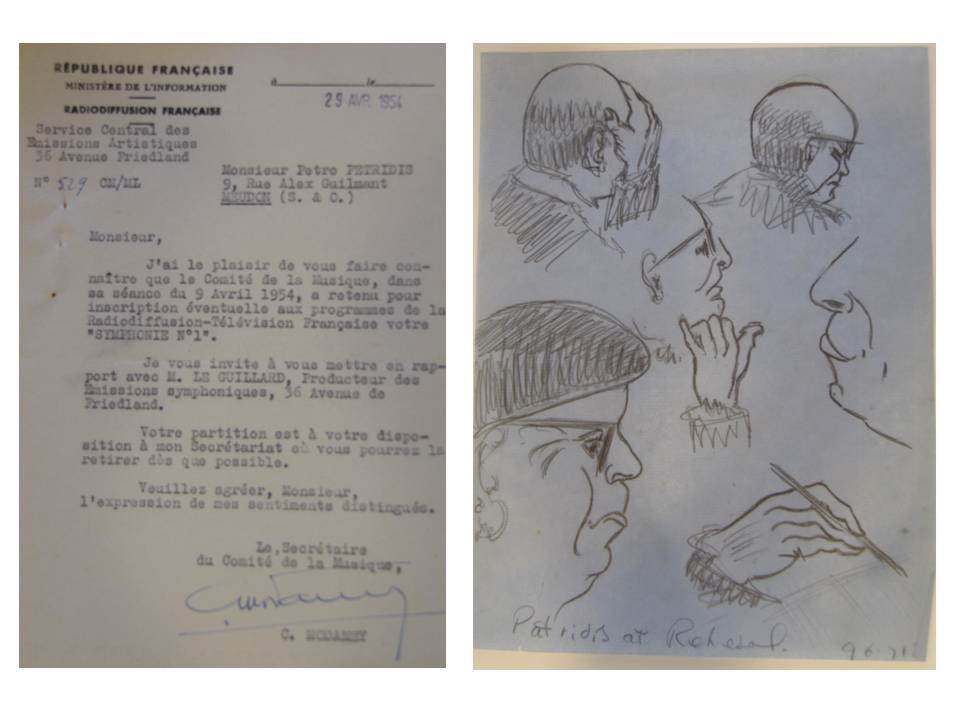 RÉPUBLIQUE FRANÇAISE
MINISTÈRE DE L'INFORMATION
RADIODIFFUSION FRANÇAISE
Service Central des
Émissions Artistiques
36 Avenue Friedland
N° 529 CM/ML
à le
29 AVR. 1954
Monsieur Petro PETRIDIS
9, Rue Alex Guilmant
MEUDON (S. & O.)
Monsieur,
J'ai le plaisir de vous faire con-
naître que le Comité de la Musique, dans
sa séance du 9 Avril 1954, a retenu pour
inscription éventuelle aux programmes de la
Radiodiffusion-Télévision Française votre
"SYMPHONIE N°1".
Je vous invite à vous mettre en rap-
port avec M. LE GUILLARD, Producteur des
Émissions symphoniques, 36 Avenue de
Friedland.
Votre partition est à votre dispo-
sition à mon Secrétariat où vous pourrez la
retirer dès que possible.
Veuillez agréer, Monsieur,
l'expression de mes sentiments distingués.
Le Secrétaire
du Comité de la Musique,
Petridis at Rehesal.